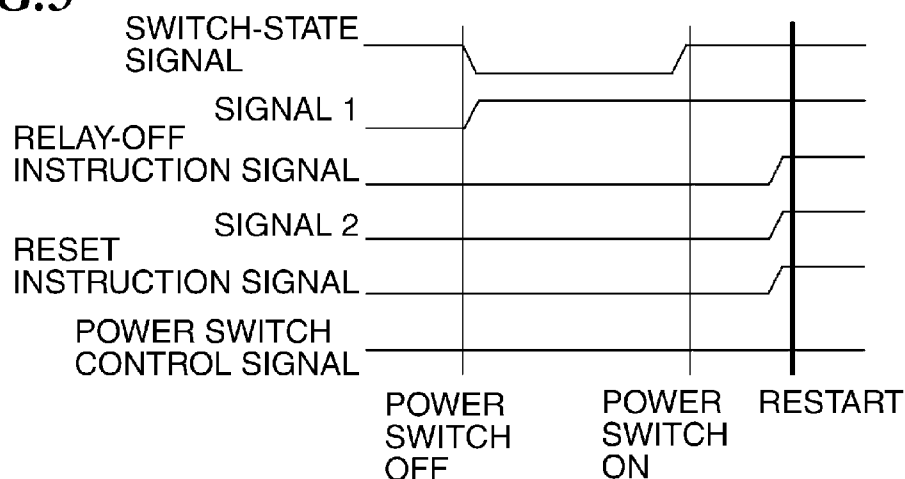 SWITCH-STATE
SIGNAL
SIGNAL 1
RELAY-OFF
INSTRUCTION SIGNAL
SIGNAL 2
RESET
INSTRUCTION SIGNAL
POWER SWITCH
CONTROL SIGNAL
POWER
SWITCH
OFF
POWER
SWITCH
ON
RESTART